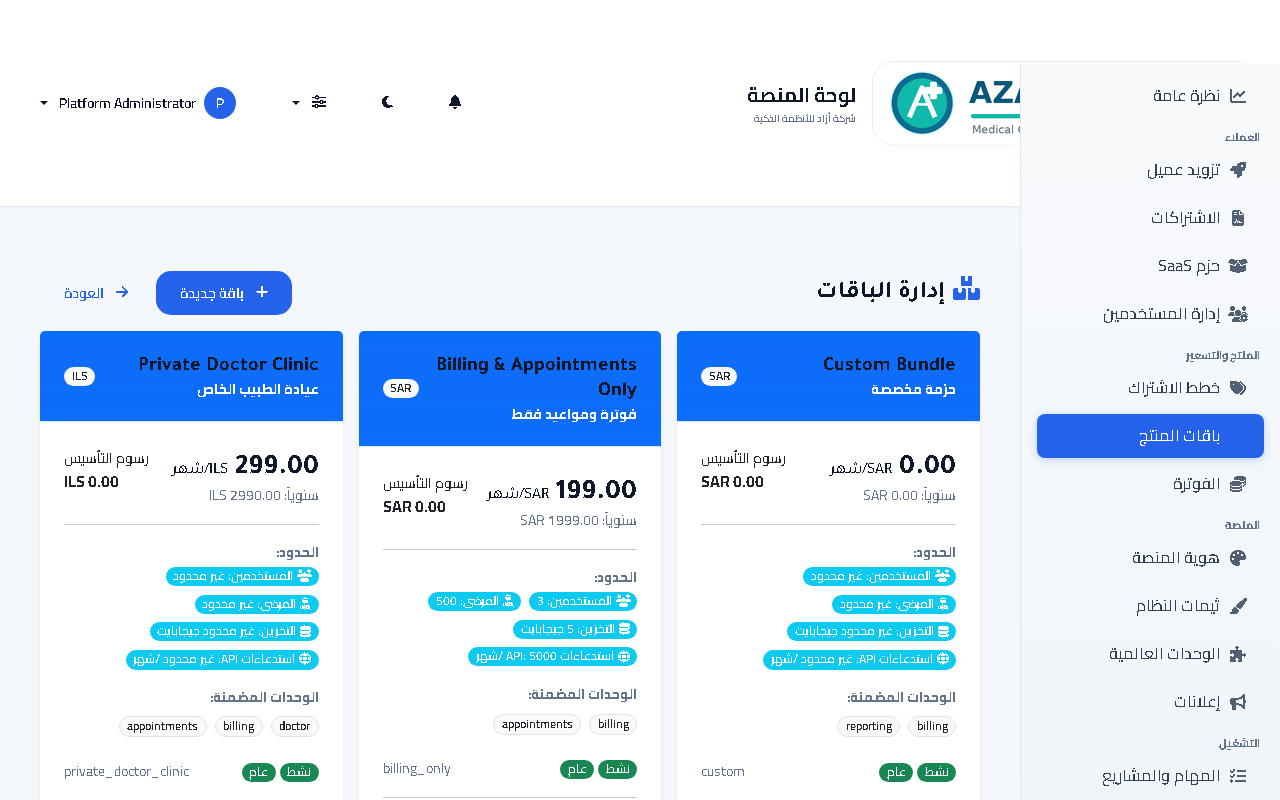 AZA
Medical
لوحة المنصة
شركة أزاد للأنظمة الذكية
P
Platform Administrator
نظرة عامة
العملاء
تزويد عميل
الاشتراكات
حزم SaaS
إدارة المستخدمين
المنتج والتسعير
خطط الاشتراك
باقات المنتج
الفوترة
المنصة
هوية المنصة
ثيمات النظام
الوحدات العالمية
إعلانات
التشغيل
المهام والمشاريع
إدارة الباقات
باقة جديدة
العودة
Custom Bundle
حزمة مخصصة
SAR
0.00 SAR/شهر
سنوياً: 0.00 SAR
رسوم التأسيس
0.00 SAR
الحدود:
المستخدمين: غير محدود
المرضى: غير محدود
التخزين: غير محدود جيجابايت
استدعاءات API: غير محدود /شهر
الوحدات المضمنة:
billing
reporting
نشط
عام
custom
Billing & Appointments
Only
فوترة ومواعيد فقط
SAR
199.00 SAR/شهر
سنوياً: 1999.00 SAR
رسوم التأسيس
0.00 SAR
الحدود:
المستخدمين: 3
المرضى: 500
التخزين: 5 جيجابايت
استدعاءات API: 5000 /شهر
الوحدات المضمنة:
billing
appointments
نشط
عام
billing_only
Private Doctor Clinic
عيادة الطبيب الخاص
ILS
299.00 ILS/شهر
سنوياً: 2990.00 ILS
رسوم التأسيس
0.00 ILS
الحدود:
المستخدمين: غير محدود
المرضى: غير محدود
التخزين: غير محدود جيجابايت
استدعاءات API: غير محدود /شهر
الوحدات المضمنة:
doctor
billing
appointments
نشط
عام
private_doctor_clinic